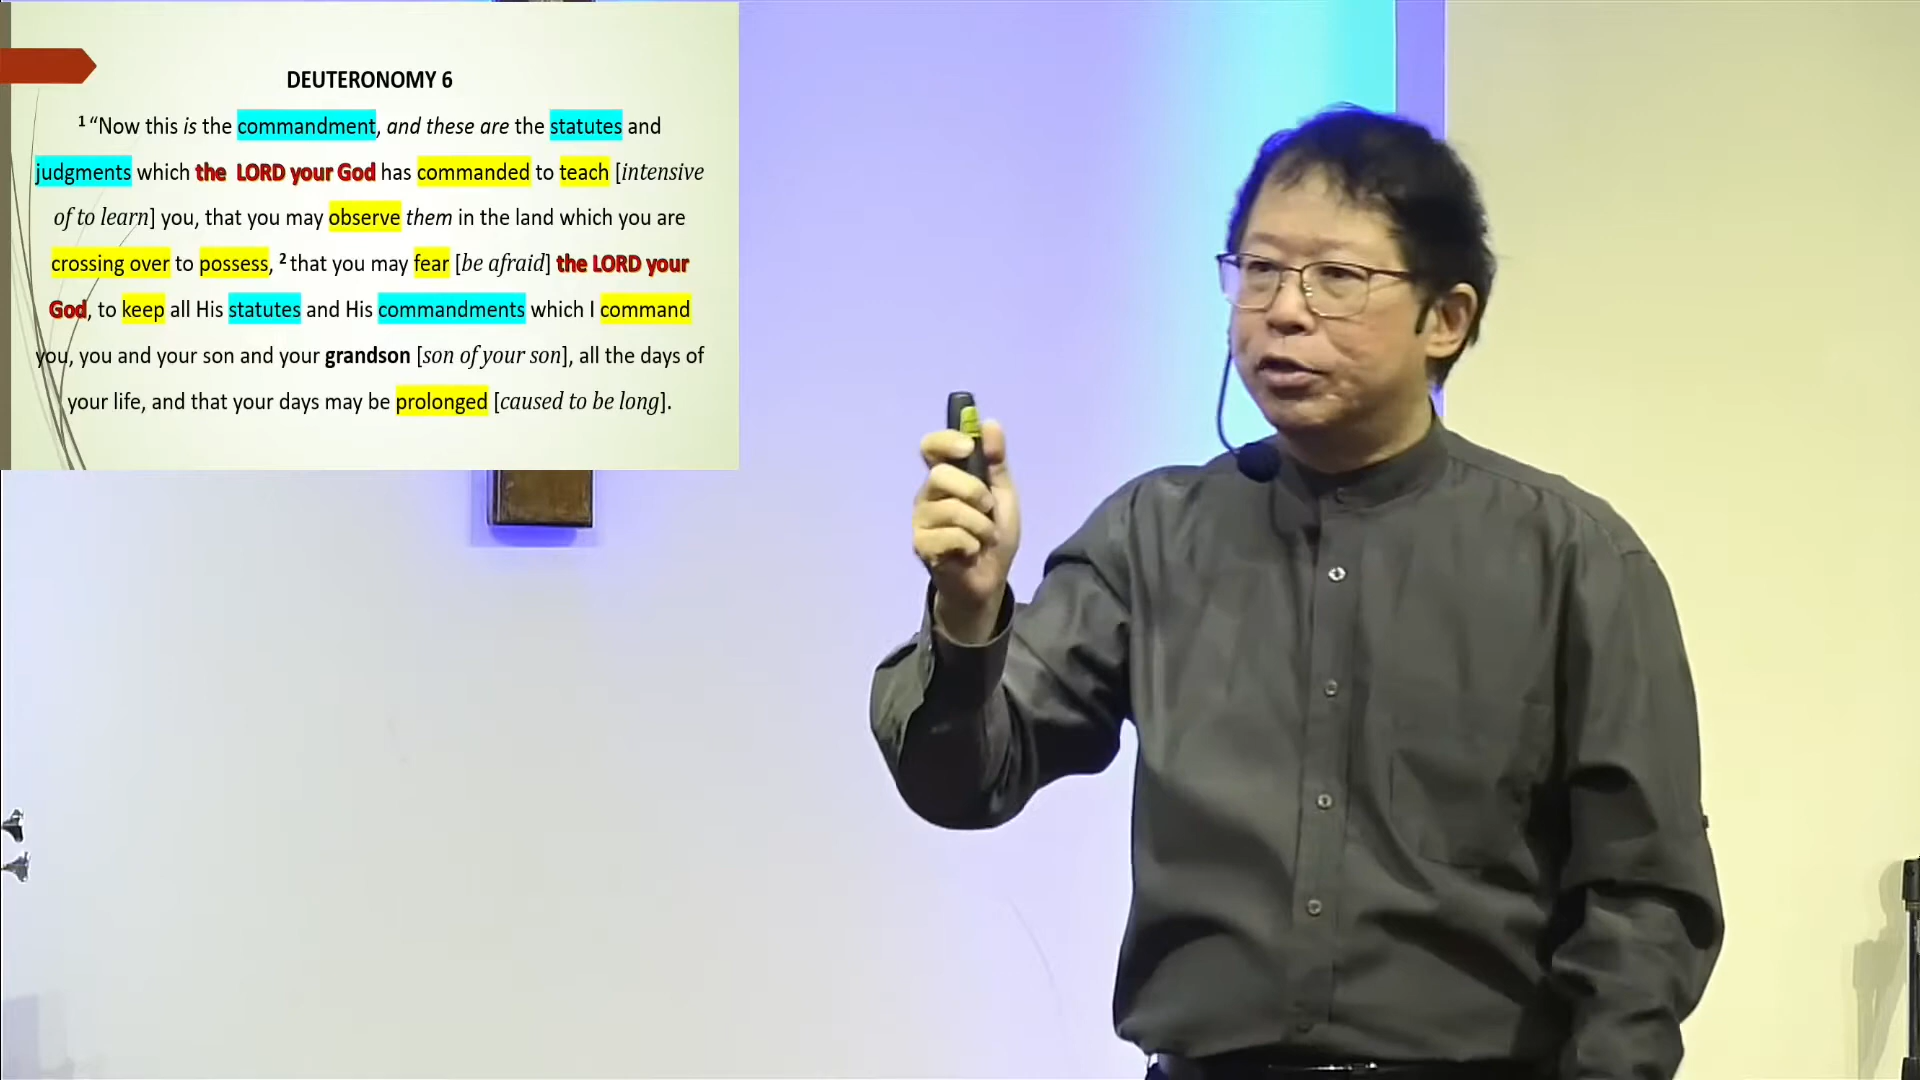 DEUTERONOMY 6
1 “Now this is the commandment, and these are the statutes and
judgments which the LORD your God has commanded to teach [intensive
of to learn] you, that you may observe them in the land which you are
crossing over to possess, 2 that you may fear [be afraid] the LORD your
God, to keep all His statutes and His commandments which I command
you, you and your son and your grandson [son of your son], all the days of
your life, and that your days may be prolonged [caused to be long].